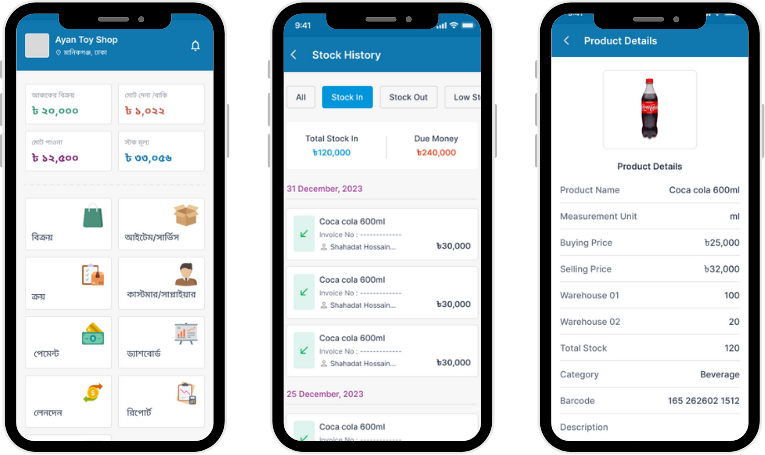 Ayan Toy Shop
মানিকগঞ্জ, ঢাকা
আজকের বিক্রয়
মোট দেনা /বাকি
৳ ২০,০০০
৳ ১,০২২
মোট পাওনা
স্টক মূল্য
৳ ১২,৫০০
৳ ৩৩,০৫৬
বিক্রয়
আইটেম/সার্ভিস
ক্রয়
কাস্টমার/সাপ্লাইয়ার
পেমেন্ট
ড্যাশবোর্ড
লেনদেন
রিপোর্ট
9:41
Stock History
All
Stock In
Stock Out
Low St
Total Stock In
Due Money
৳120,000
৳240,000
31 December, 2023
Coca cola 600ml
Invoice No : -------------
Shahadat Hossain...
৳30,000
Coca cola 600ml
Invoice No : -------------
Shahadat Hossain...
৳30,000
Coca cola 600ml
Invoice No : -------------
Shahadat Hossain...
৳30,000
25 December, 2023
Coca cola 600ml
Invoice No : -------------
9:41
Product Details
Product Details
Product Name Coca cola 600ml
Measurement Unit ml
Buying Price ৳25,000
Selling Price ৳32,000
Warehouse 01 100
Warehouse 02 20
Total Stock 120
Category Beverage
Barcode 165 262602 1512
Description